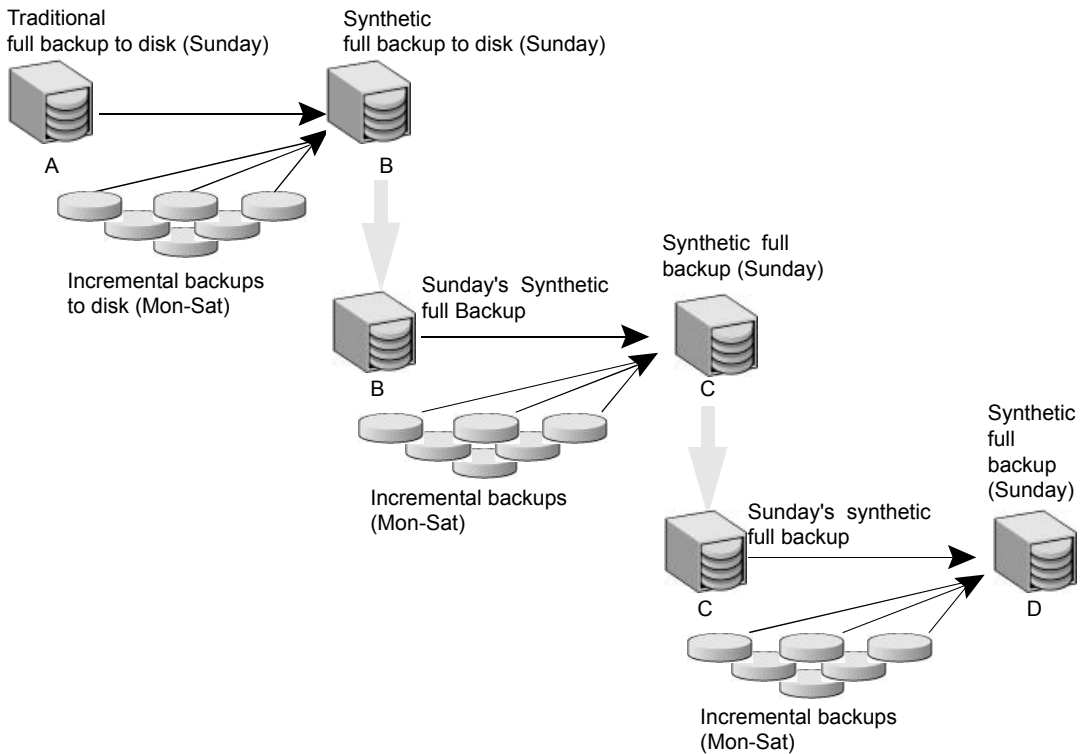 Traditional
full backup to disk (Sunday)
Synthetic
full backup to disk (Sunday)
A
B
Incremental backups
to disk (Mon-Sat)
Sunday's Synthetic
full Backup
Synthetic full
backup (Sunday)
B
C
Incremental backups
(Mon-Sat)
Synthetic
full
backup
(Sunday)
Sunday's synthetic
full backup
C
D
Incremental backups
(Mon-Sat)